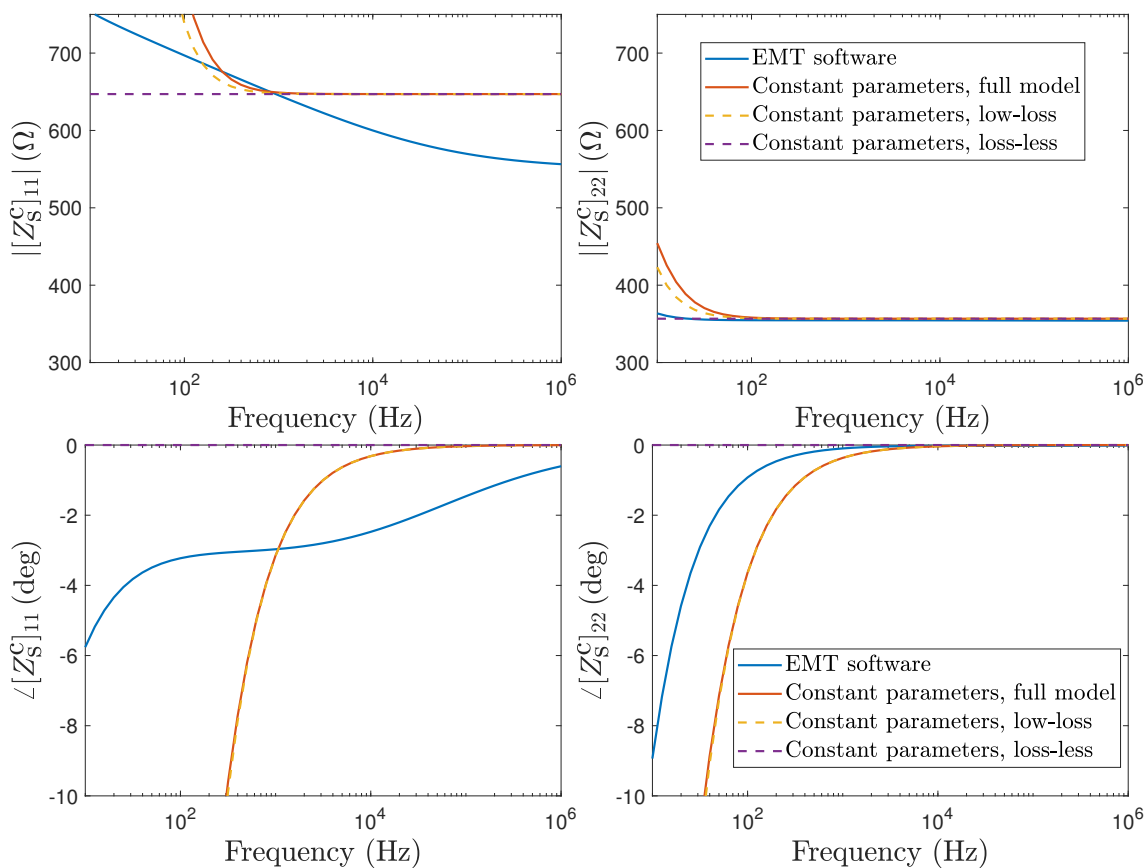 |[Z_S^C]_11| (Ω)
700
600
500
400
300
10^2 10^4 10^6
Frequency (Hz)
|[Z_S^C]_22| (Ω)
700
600
500
400
300
10^2 10^4 10^6
Frequency (Hz)
EMT software
Constant parameters, full model
Constant parameters, low-loss
Constant parameters, loss-less
∠[Z_S^C]_11 (deg)
0
-2
-4
-6
-8
-10
10^2 10^4 10^6
Frequency (Hz)
∠[Z_S^C]_22 (deg)
0
-2
-4
-6
-8
-10
10^2 10^4 10^6
Frequency (Hz)
EMT software
Constant parameters, full model
Constant parameters, low-loss
Constant parameters, loss-less